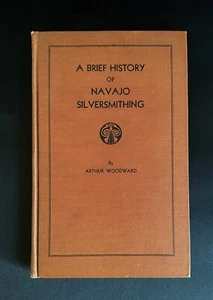 A BRIEF HISTORY
OF
NAVAJO
SILVERSMITHING
By
ARTHUR WOODWARD